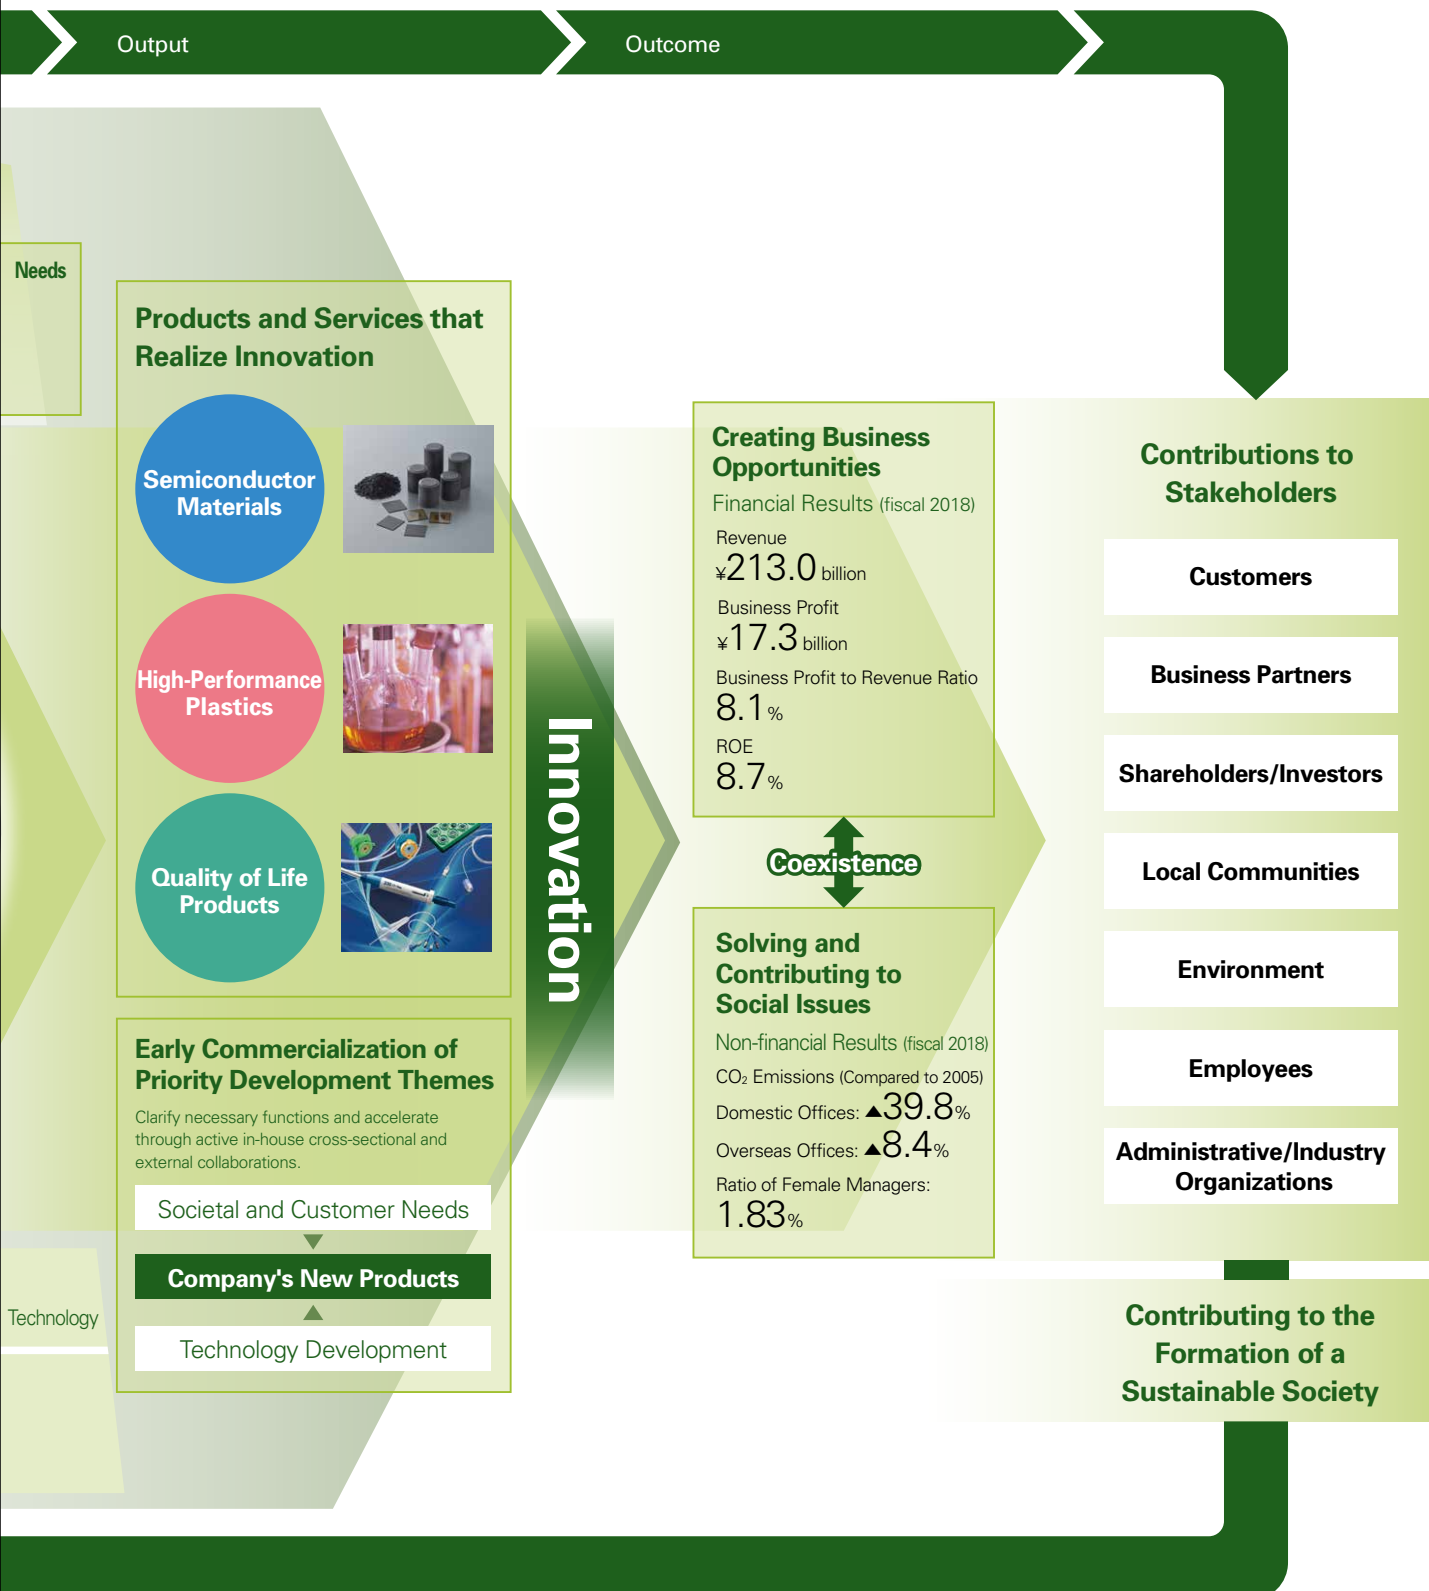 Output
Outcome
Needs
Products and Services that
Realize Innovation
Semiconductor
Materials
High-Performance
Plastics
Quality of Life
Products
Early Commercialization of
Priority Development Themes
Clarify necessary functions and accelerate
through active in-house cross-sectional and
external collaborations.
Societal and Customer Needs
▼
Company's New Products
▲
Technology Development
Technology
Innovation
Creating Business
Opportunities
Financial Results (fiscal 2018)
Revenue
¥213.0 billion
Business Profit
¥17.3 billion
Business Profit to Revenue Ratio
8.1%
ROE
8.7%
Coexistence
Solving and
Contributing to
Social Issues
Non-financial Results (fiscal 2018)
CO₂ Emissions (Compared to 2005)
Domestic Offices: ▲39.8%
Overseas Offices: ▲8.4%
Ratio of Female Managers:
1.83%
Contributions to
Stakeholders
Customers
Business Partners
Shareholders/Investors
Local Communities
Environment
Employees
Administrative/Industry
Organizations
Contributing to the
Formation of a
Sustainable Society